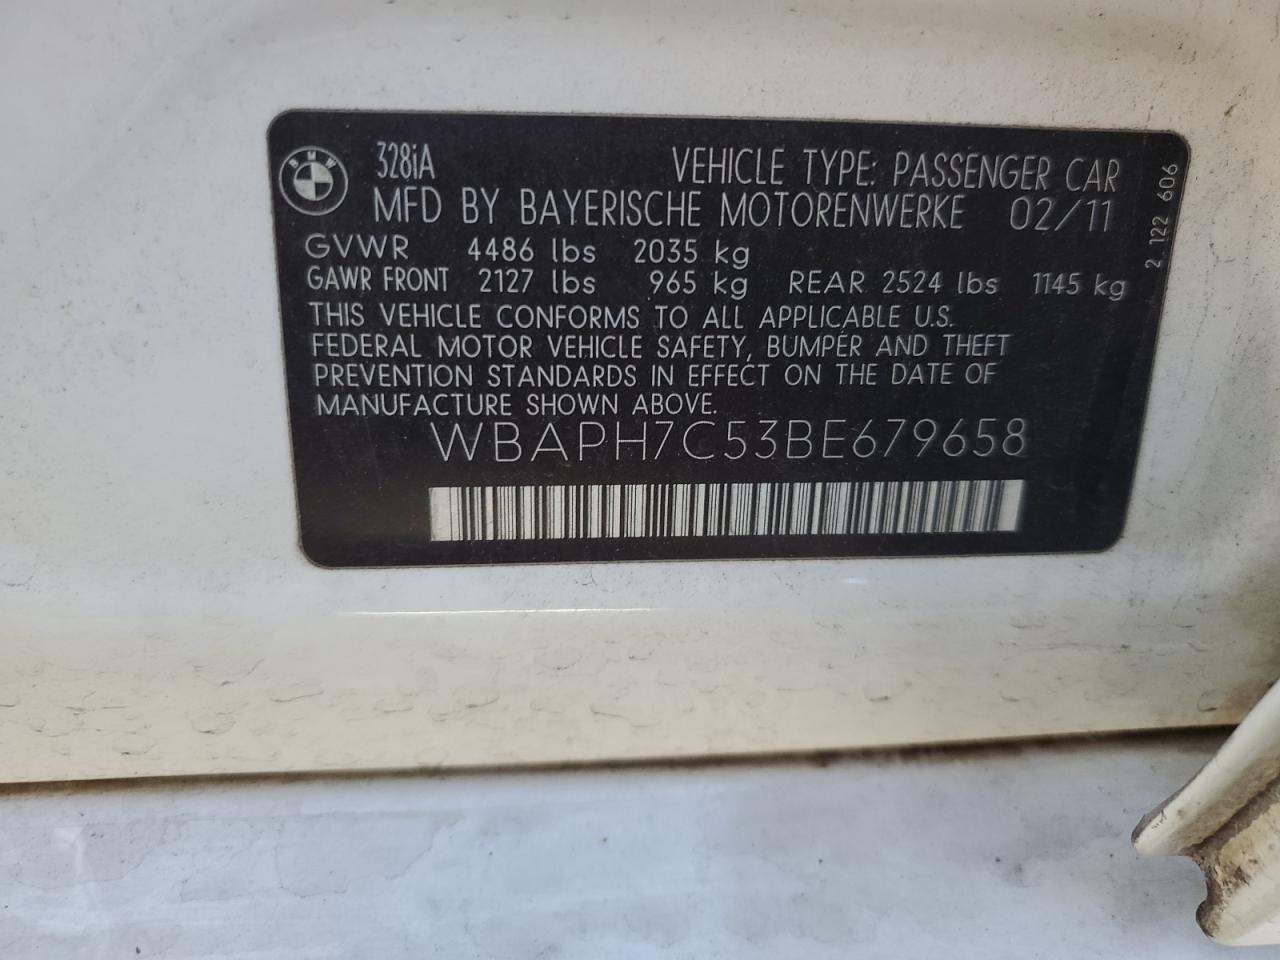 BMW
328iA VEHICLE TYPE: PASSENGER CAR
MFD BY BAYERISCHE MOTORENWERKE 02/11
GVWR 4486 lbs 2035 kg
GAWR FRONT 2127 lbs 965 kg REAR 2524 lbs 1145 kg
THIS VEHICLE CONFORMS TO ALL APPLICABLE U.S.
FEDERAL MOTOR VEHICLE SAFETY, BUMPER AND THEFT
PREVENTION STANDARDS IN EFFECT ON THE DATE OF
MANUFACTURE SHOWN ABOVE.
WBAPH7C53BE679658
2 122 606